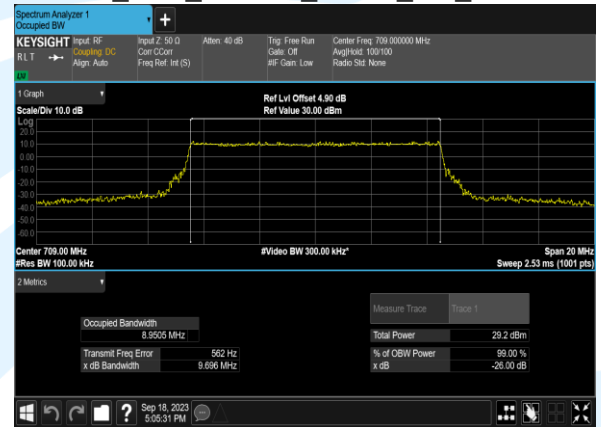 Spectrum Analyzer 1
Occupied BW
+
KEYSIGHT Input: RF Input Z: 50 Ω Atten: 40 dB Trig: Free Run Center Freq: 709.000000 MHz
RLT Coupling: DC Corr CCorr Gate: Off Avg|Hold: 100/100
Align: Auto Freq Ref: Int (S) #IF Gain: Low Radio Std: None
1 Graph
Ref Lvl Offset 4.90 dB
Scale/Div 10.0 dB Ref Value 30.00 dBm
Log
20.0
10.0
0.00
-10.0
-20.0
-30.0
-40.0
-50.0
-60.0
Center 709.00 MHz #Video BW 300.00 kHz* Span 20 MHz
#Res BW 100.00 kHz Sweep 2.53 ms (1001 pts)
2 Metrics
Measure Trace Trace 1
Occupied Bandwidth
8.9505 MHz Total Power 29.2 dBm
Transmit Freq Error 562 Hz % of OBW Power 99.00 %
x dB Bandwidth 9.696 MHz x dB -26.00 dB
? Sep 18, 2023
5:05:31 PM